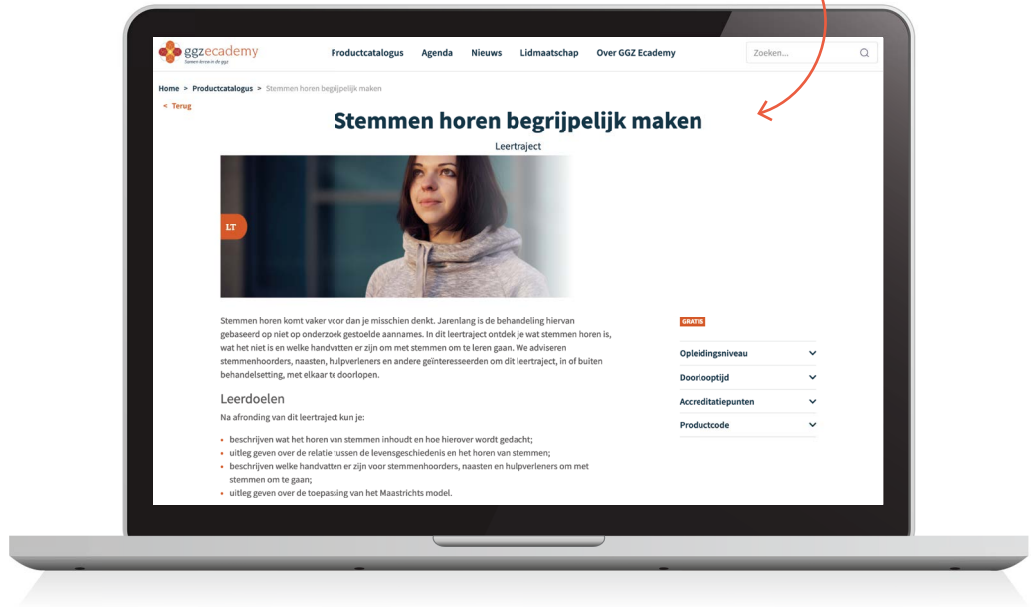 ggzecademy
Samen leren in de ggz
Productcatalogus Agenda Nieuws Lidmaatschap Over GGZ Ecademy
Zoeken...
Home > Productcatalogus > Stemmen horen begrijpelijk maken
< Terug
Stemmen horen begrijpelijk maken
Leertraject
LT
Stemmen horen komt vaker voor dan je misschien denkt. Jarenlang is de behandeling hiervan
gebaseerd op niet op onderzoek gestoelde aannames. In dit leertraject ontdek je wat stemmen horen is,
wat het niet is en welke handvatten er zijn om met stemmen om te leren gaan. We adviseren
stemmenhoorders, naasten, hulpverleners en andere geïnteresseerden om dit leertraject, in of buiten
behandelsetting, met elkaar te doorlopen.
GRATIS
Opleidingsniveau
Doorlooptijd
Accreditatiepunten
Productcode
Leerdoelen
Na afronding van dit leertraject kun je:
• beschrijven wat het horen van stemmen inhoudt en hoe hierover wordt gedacht;
• uitleg geven over de relatie tussen de levensgeschiedenis en het horen van stemmen;
• beschrijven welke handvatten er zijn voor stemmenhoorders, naasten en hulpverleners om met
stemmen om te gaan;
• uitleg geven over de toepassing van het Maastrichts model.